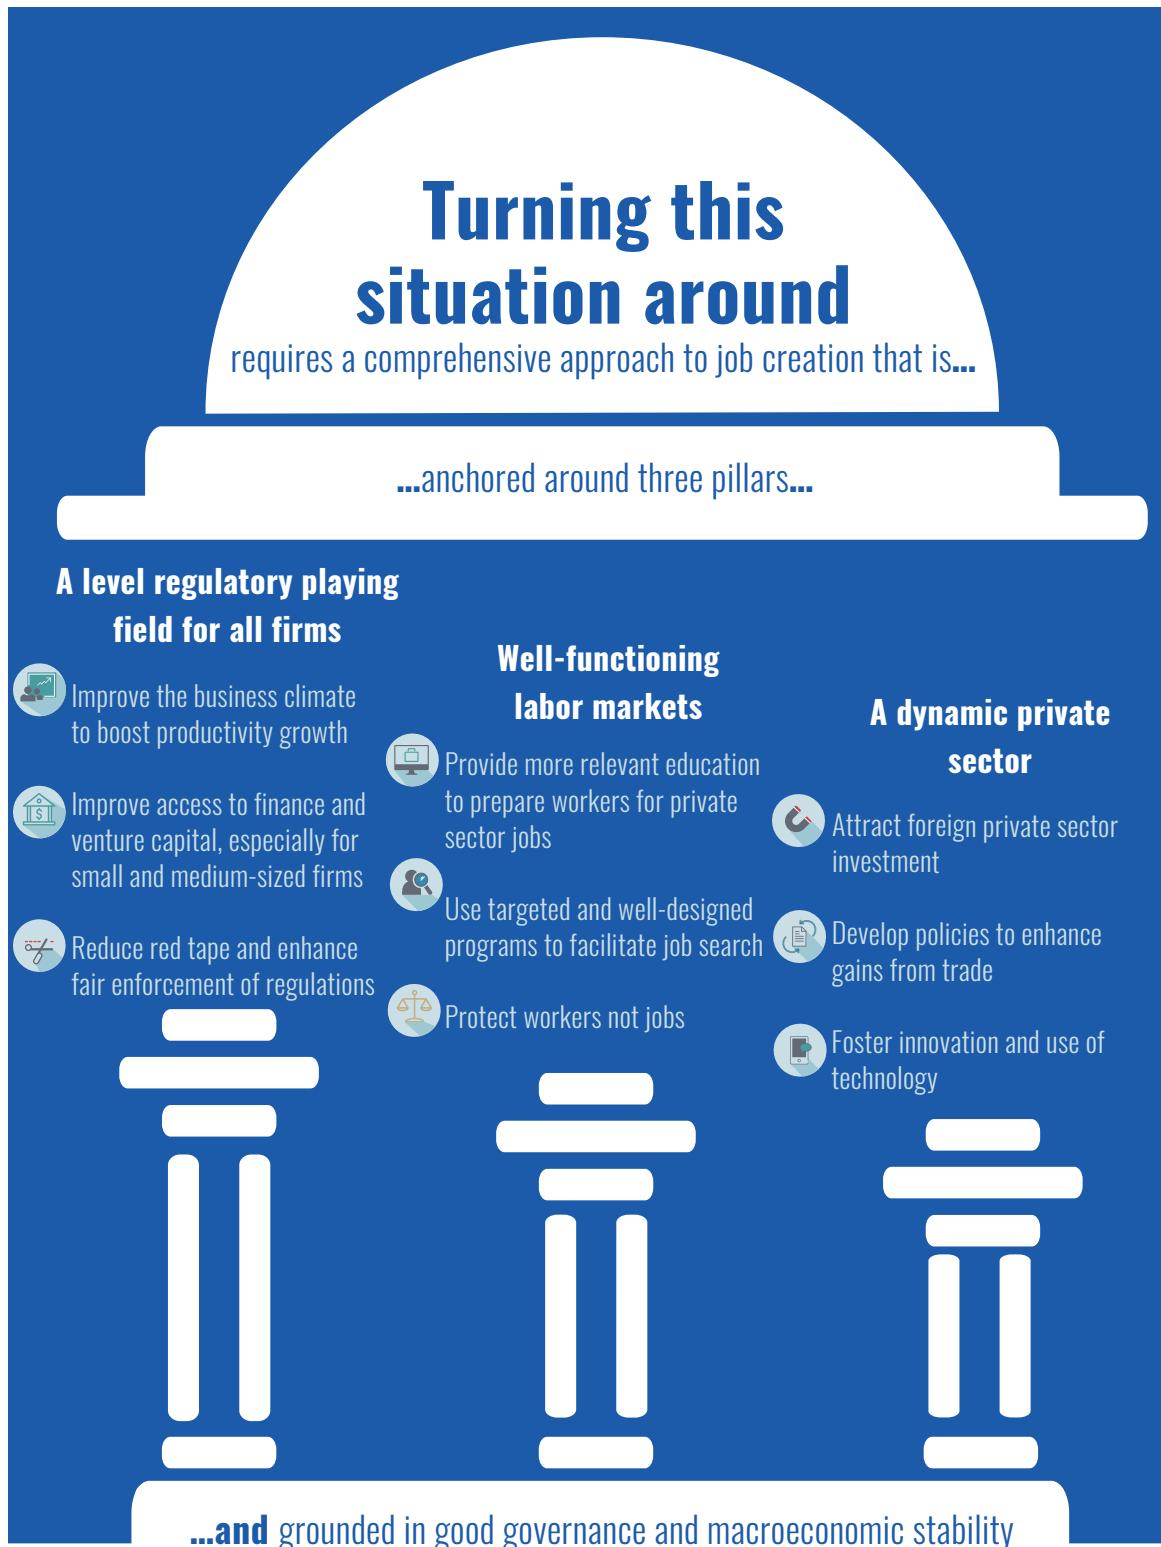 Turning this
situation around
requires a comprehensive approach to job creation that is...
...anchored around three pillars...
A level regulatory playing
field for all firms
Improve the business climate
to boost productivity growth
Improve access to finance and
venture capital, especially for
small and medium-sized firms
Reduce red tape and enhance
fair enforcement of regulations
Well-functioning
labor markets
Provide more relevant education
to prepare workers for private
sector jobs
Use targeted and well-designed
programs to facilitate job search
Protect workers not jobs
A dynamic private
sector
Attract foreign private sector
investment
Develop policies to enhance
gains from trade
Foster innovation and use of
technology
...and grounded in good governance and macroeconomic stability